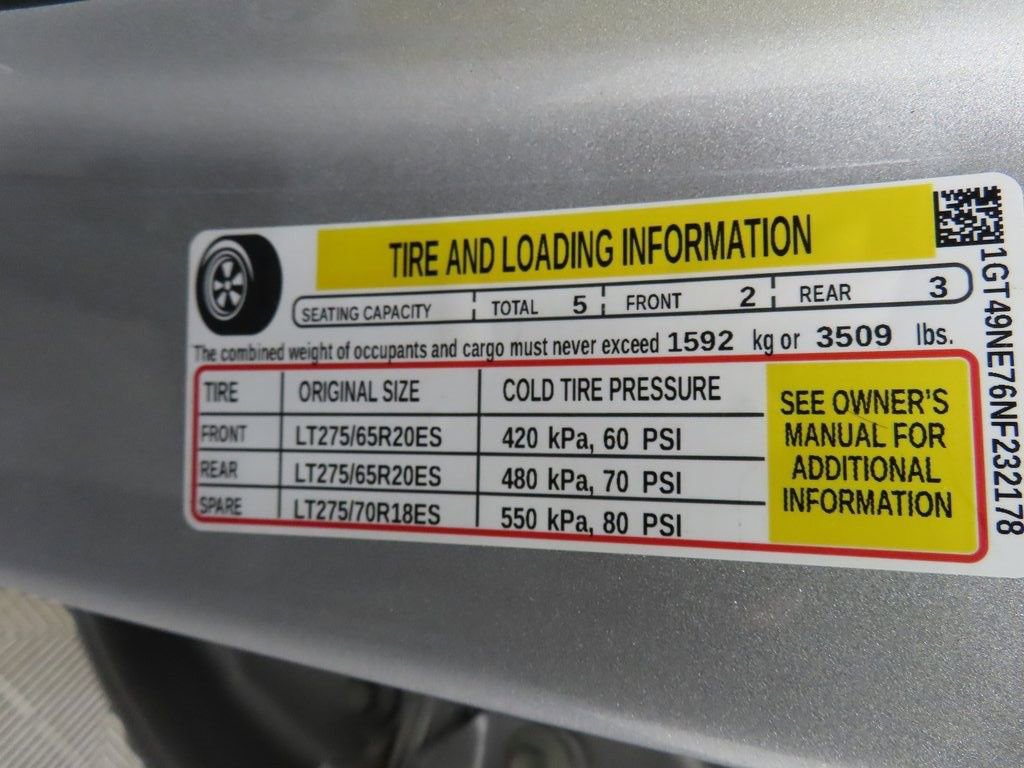 TIRE AND LOADING INFORMATION
SEATING CAPACITY TOTAL 5 FRONT 2 REAR 3
The combined weight of occupants and cargo must never exceed 1592 kg or 3509 lbs.
TIRE ORIGINAL SIZE COLD TIRE PRESSURE
FRONT LT275/65R20ES 420 kPa, 60 PSI
REAR LT275/65R20ES 480 kPa, 70 PSI
SPARE LT275/70R18ES 550 kPa, 80 PSI
SEE OWNER'S
MANUAL FOR
ADDITIONAL
INFORMATION
1GT49NE76NF232178